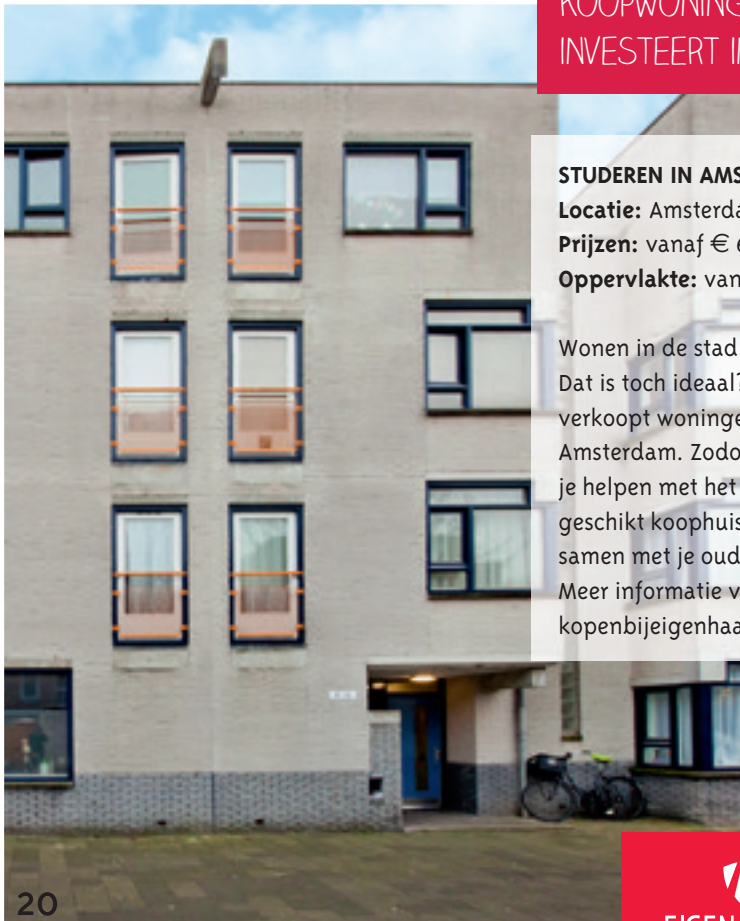 KOOPWONING
INVESTEERT I
STUDEREN IN AMS
Locatie: Amsterda
Prijzen: vanaf €
Oppervlakte: van
Wonen in de stad
Dat is toch ideaal?
verkoopt woninge
Amsterdam. Zodo
je helpen met het
geschikt koophuis
samen met je oud
Meer informatie v
kopenbijeigenhaa
20
EIGEN